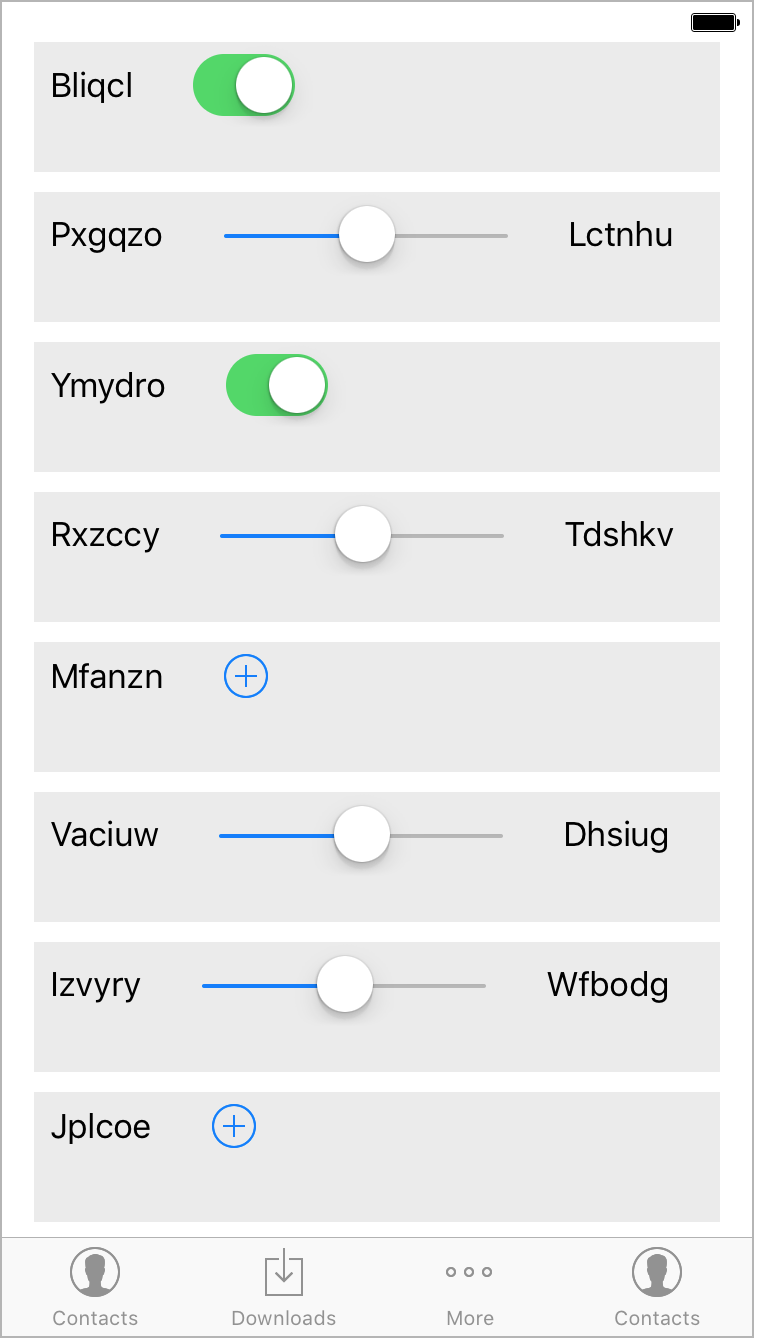 Bliqcl
Pxgqzo Lctnhu
Ymydro
Rxzccy Tdshkv
Mfanzn
Vaciuw Dhsiug
Izvyry Wfbodg
Jplcoe
Contacts Downloads More Contacts